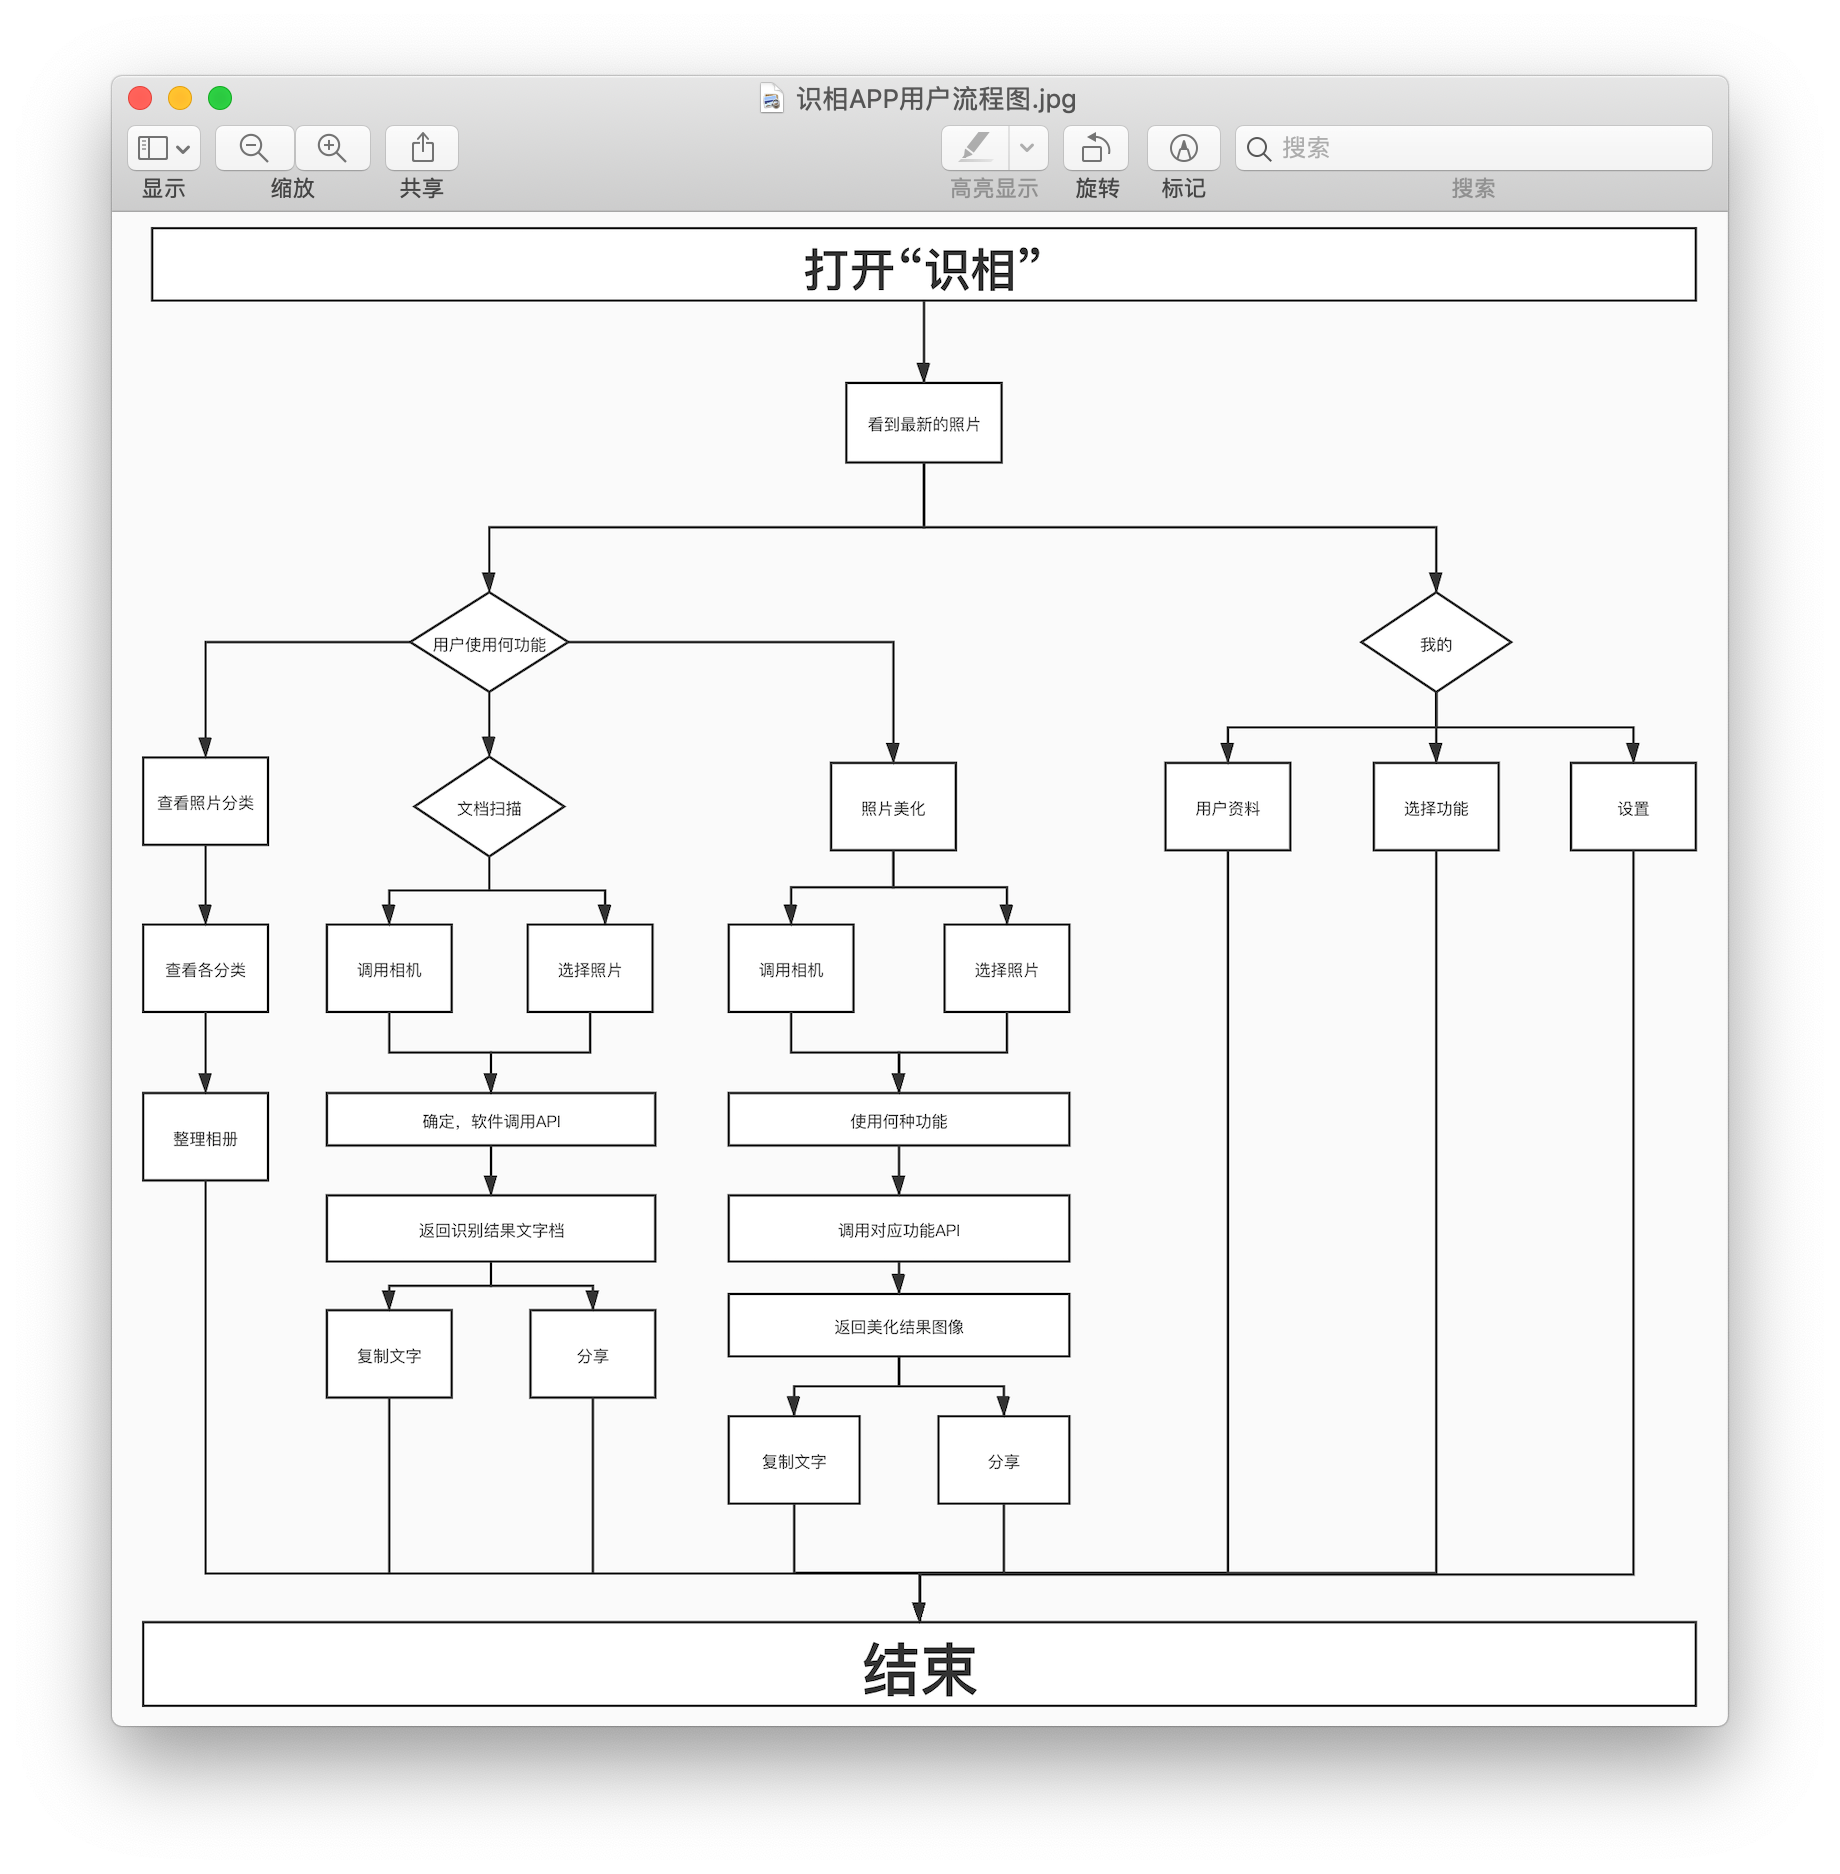 识相APP用户流程图.jpg
搜索
显示 缩放 共享 高亮显示 旋转 标记 搜索
打开“识相”
看到最新的照片
用户使用何功能 我的
查看照片分类 文档扫描 照片美化 用户资料 选择功能 设置
查看各分类 调用相机 选择照片 调用相机 选择照片
整理相册 确定，软件调用API 使用何种功能
返回识别结果文字档 调用对应功能API
返回美化结果图像
复制文字 分享
复制文字 分享
结束